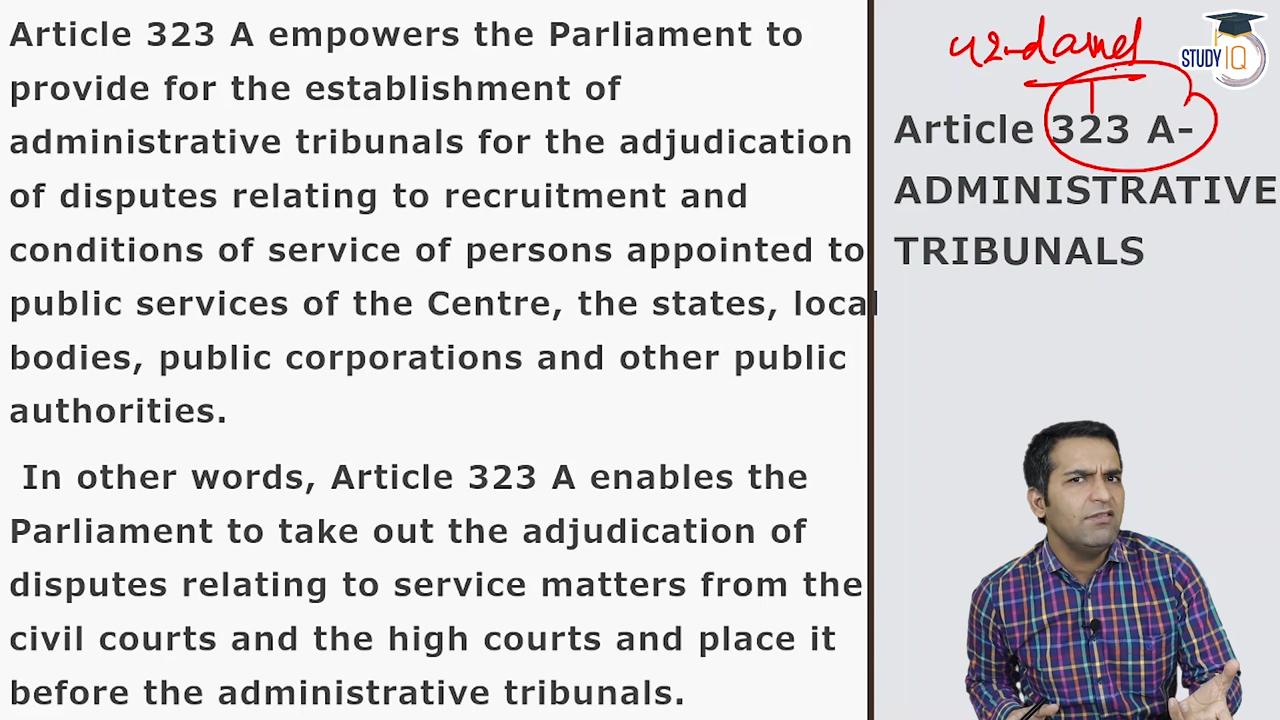 Article 323 A empowers the Parliament to
provide for the establishment of
administrative tribunals for the adjudication
of disputes relating to recruitment and
conditions of service of persons appointed to
public services of the Centre, the states, local
bodies, public corporations and other public
authorities.
In other words, Article 323 A enables the
Parliament to take out the adjudication of
disputes relating to service matters from the
civil courts and the high courts and place it
before the administrative tribunals.
STUDY IQ
Article 323 A-
ADMINISTRATIVE
TRIBUNALS